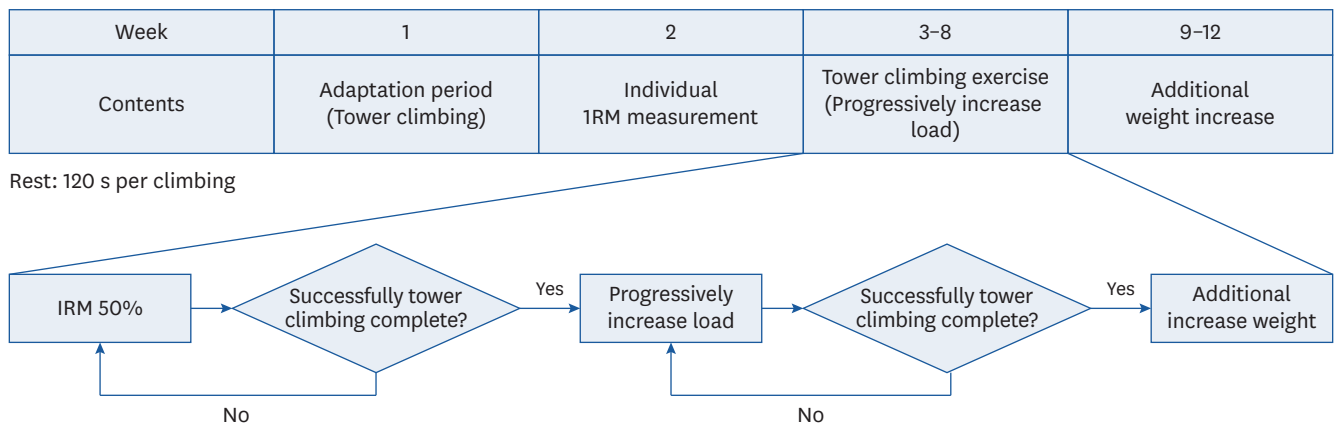 Week
1
2
3–8
9–12
Contents
Adaptation period
(Tower climbing)
Individual
1RM measurement
Tower climbing exercise
(Progressively increase
load)
Additional
weight increase
Rest: 120 s per climbing
IRM 50%
Successfully tower
climbing complete?
Yes
Progressively
increase load
Successfully tower
climbing complete?
Yes
Additional
increase weight
No
No